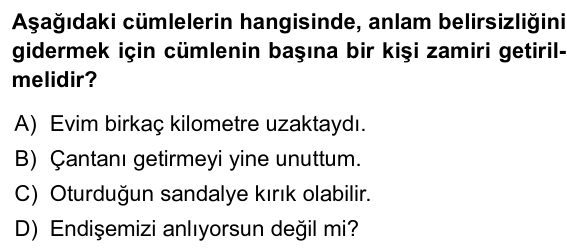 Aşağıdaki cümlelerin hangisinde, anlam belirsizliğini
gidermek için cümlenin başına bir kişi zamiri getiril-
melidir?
A) Evim birkaç kilometre uzaktaydı.
B) Çantanı getirmeyi yine unuttum.
C) Oturduğun sandalye kırık olabilir.
D) Endişemizi anlıyorsun değil mi?